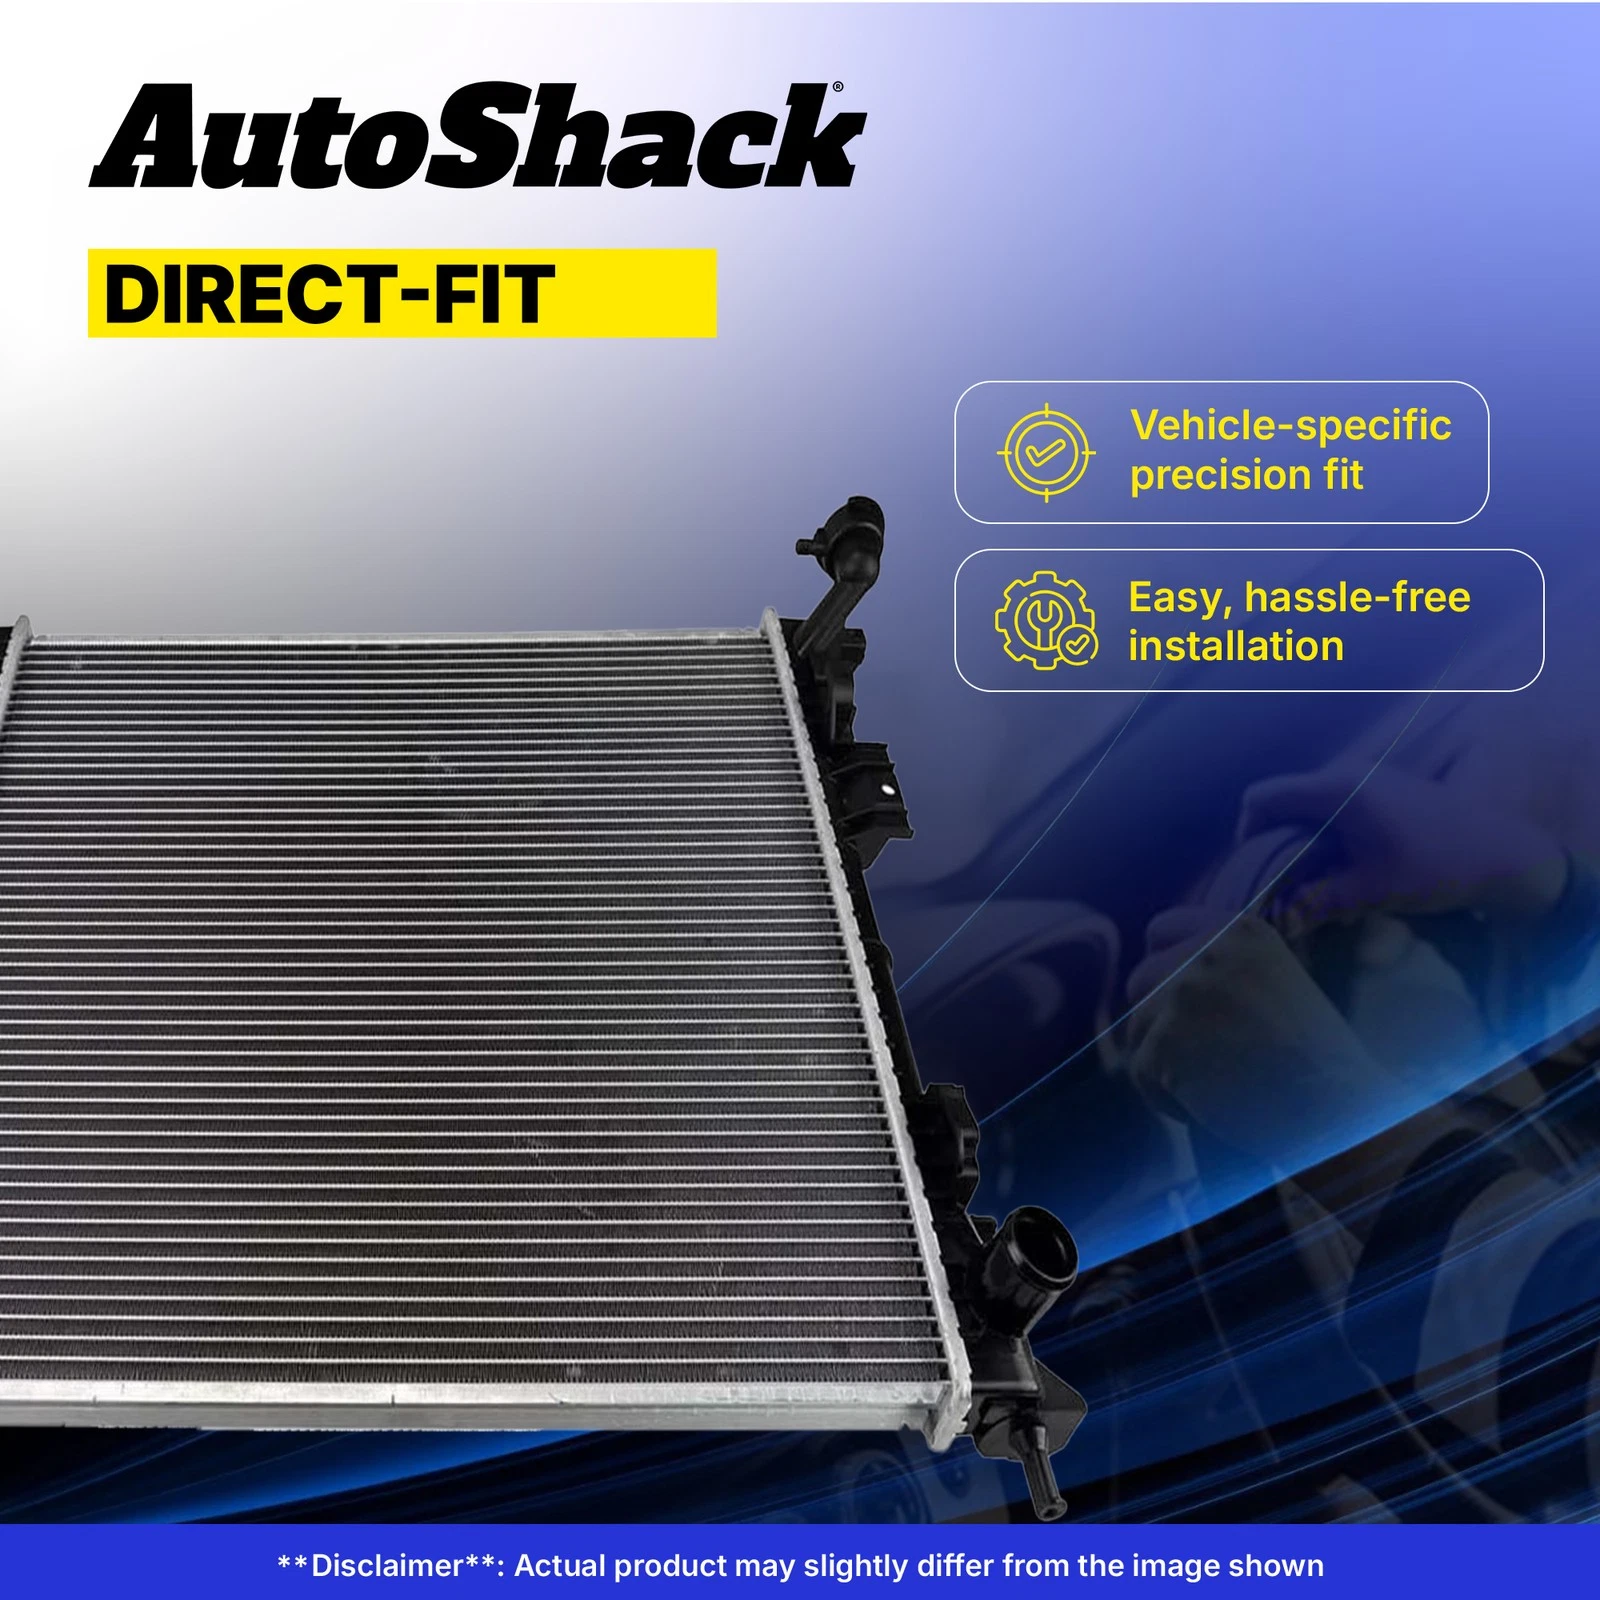 AutoShack®
DIRECT-FIT
Vehicle-specific
precision fit
Easy, hassle-free
installation
**Disclaimer**: Actual product may slightly differ from the image shown